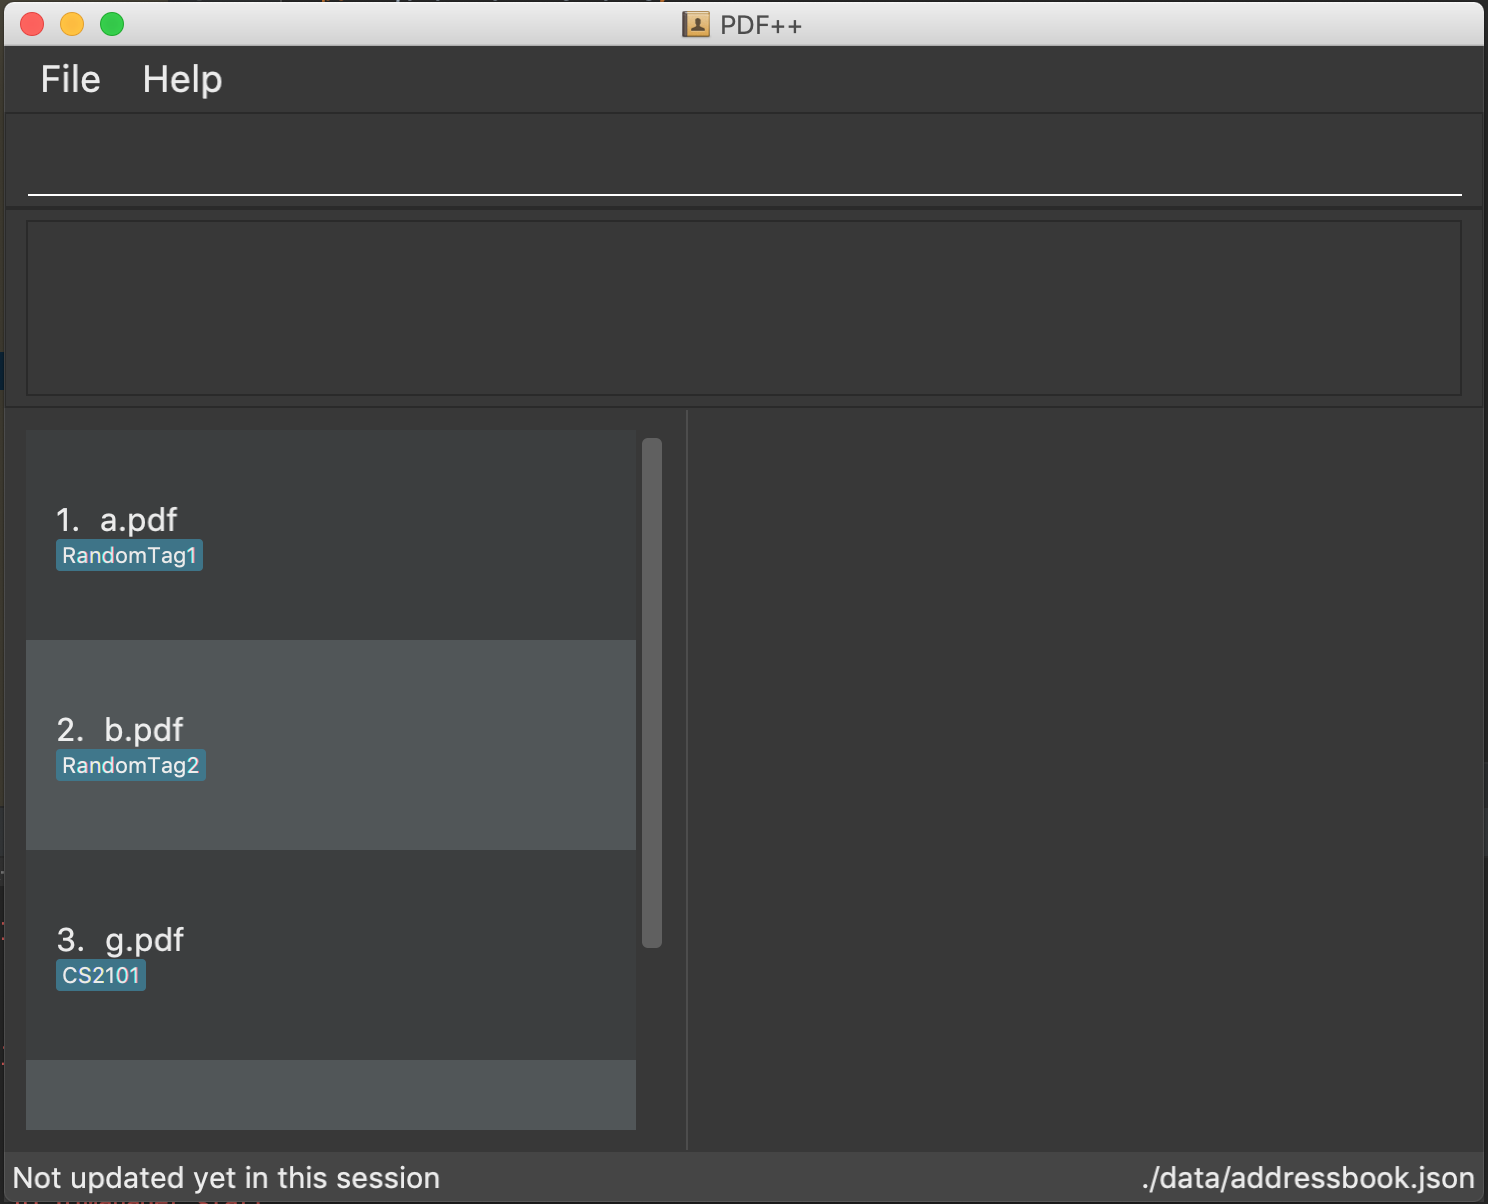 PDF++
File Help
1. a.pdf
RandomTag1
2. b.pdf
RandomTag2
3. g.pdf
CS2101
Not updated yet in this session
./data/addressbook.json